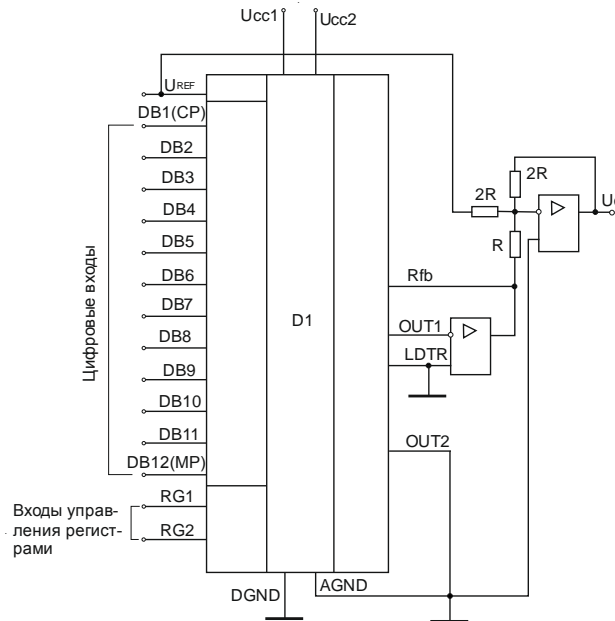 Ucc1
Ucc2
UREF
DB1(CP)
DB2
DB3
DB4
DB5
DB6
DB7
DB8
DB9
DB10
DB11
DB12(MP)
RG1
RG2
Цифровые входы
Входы управ-
ления регист-
рами
D1
Rfb
OUT1
LDTR
OUT2
DGND
AGND
2R
2R
R